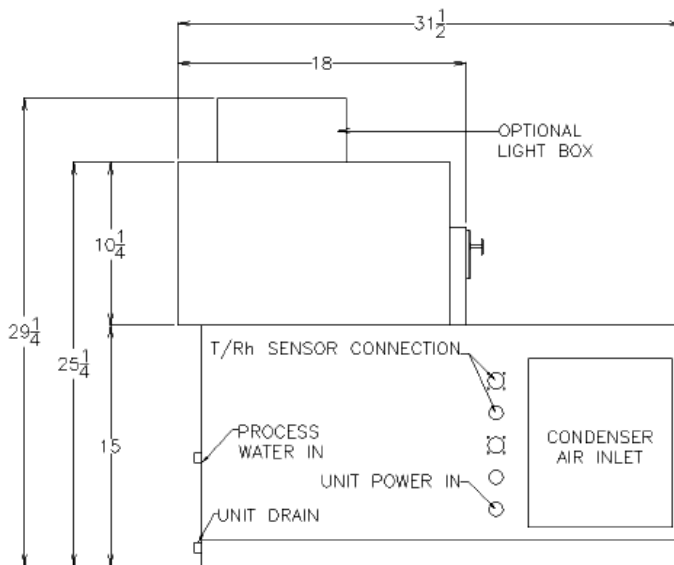 31 1/2
18
OPTIONAL
LIGHT BOX
10 1/4
29 1/4
25 1/4
T/Rh SENSOR CONNECTION
15
PROCESS
WATER IN
CONDENSER
AIR INLET
UNIT POWER IN
UNIT DRAIN